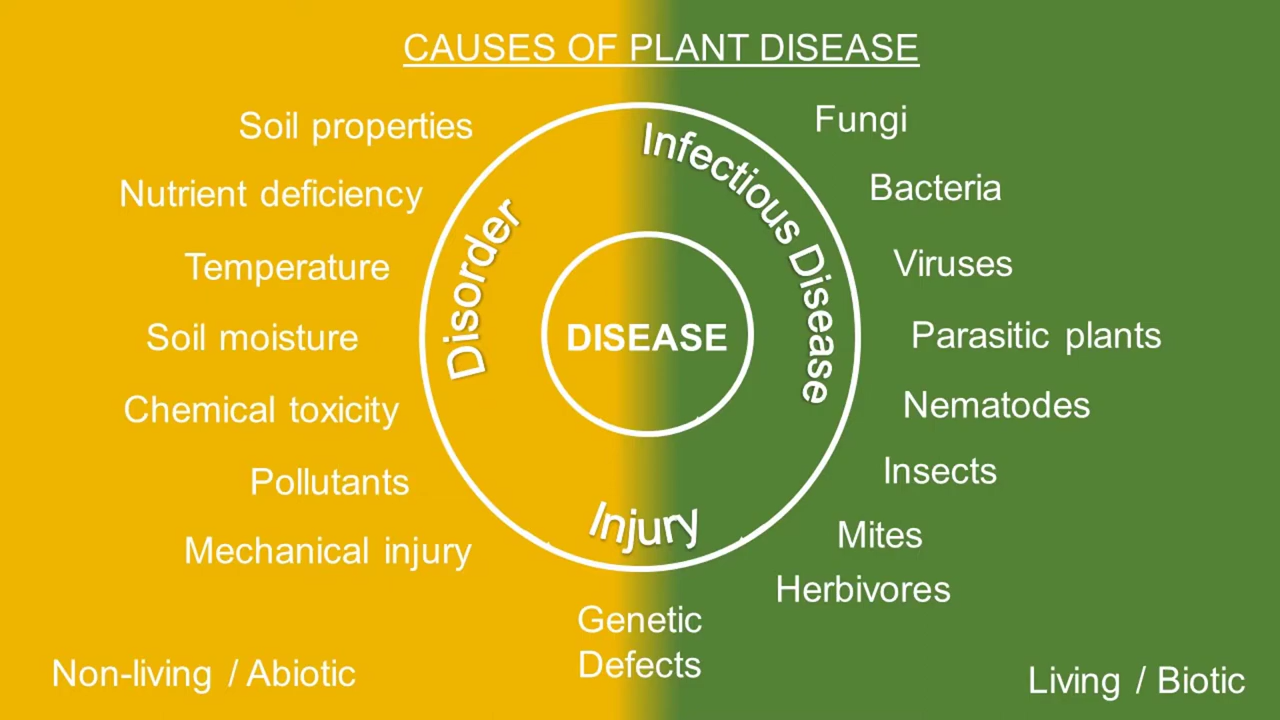 CAUSES OF PLANT DISEASE
Soil properties
Nutrient deficiency
Temperature
Soil moisture
Chemical toxicity
Pollutants
Mechanical injury
Non-living / Abiotic
Disorder
Infectious Disease
DISEASE
Injury
Genetic
Defects
Fungi
Bacteria
Viruses
Parasitic plants
Nematodes
Insects
Mites
Herbivores
Living / Biotic